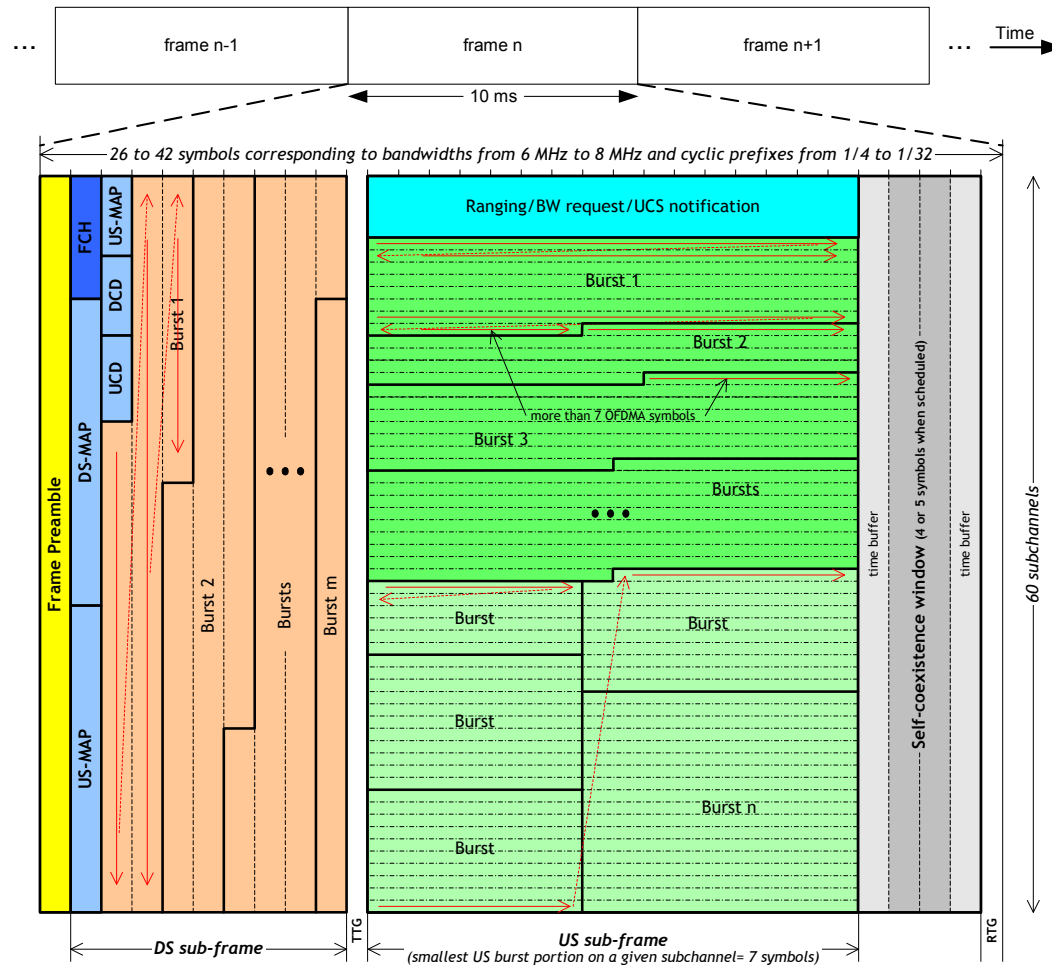 ... frame n-1 frame n frame n+1 ... Time
10 ms
26 to 42 symbols corresponding to bandwidths from 6 MHz to 8 MHz and cyclic prefixes from 1/4 to 1/32
Frame Preamble
FCH
DS-MAP
US-MAP
US-MAP
DCD
UCD
Burst 1
Burst 2
Bursts
...
Burst m
TTG
Ranging/BW request/UCS notification
Burst 1
Burst 2
more than 7 OFDMA symbols
Burst 3
Bursts
...
Burst
Burst
Burst
Burst n
Burst
time buffer
Self-coexistence window (4 or 5 symbols when scheduled)
time buffer
RTG
60 subchannels
DS sub-frame
US sub-frame
(smallest US burst portion on a given subchannel= 7 symbols)